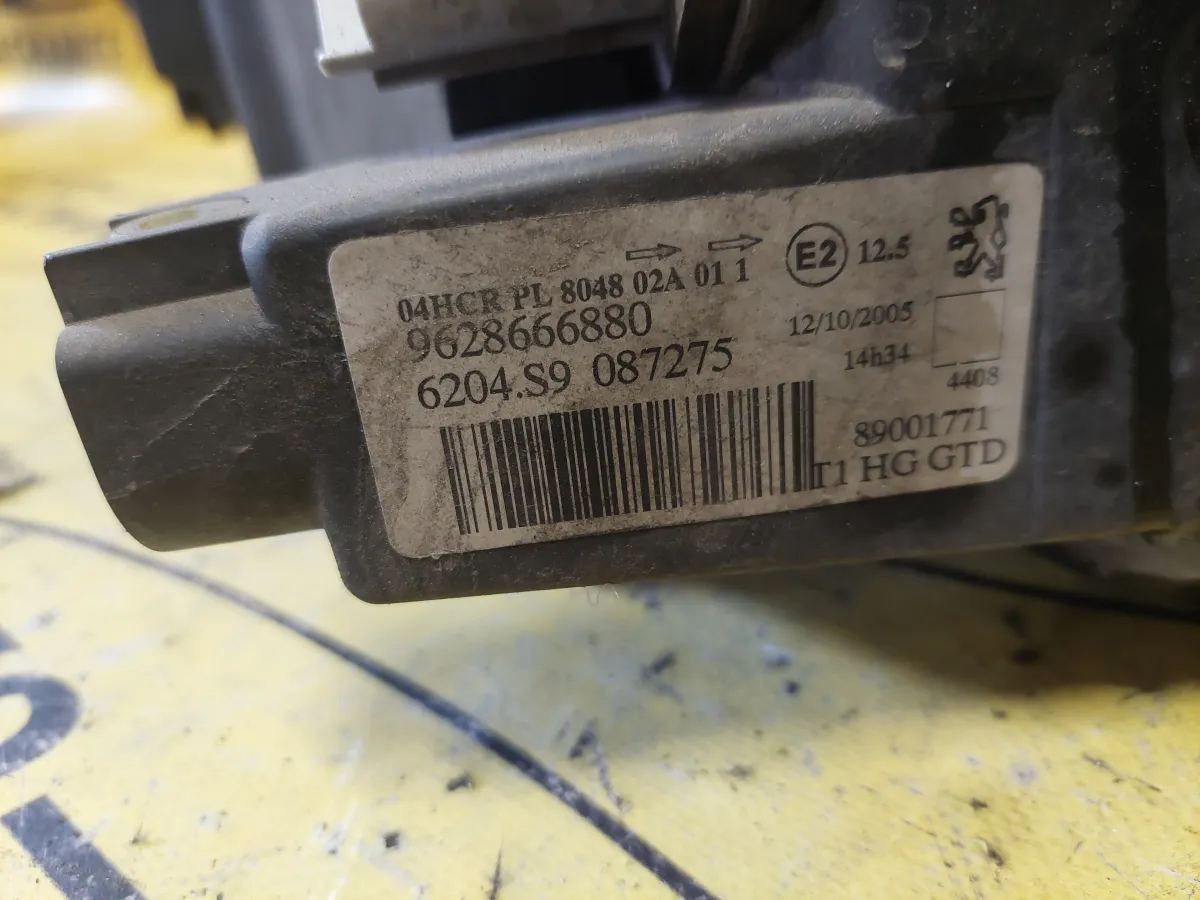 04HCR PL 8048 02A 01 1
E2 12.5
9628666880
12/10/2005
6204.S9 087275
14h34
4408
89001771
T1 HG GTD